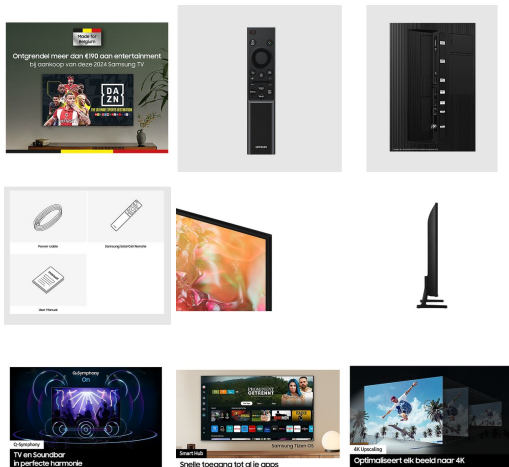 Made for
Belgium
Ontgrendel meer dan €190 aan entertainment
bij aankoop van deze 2024 Samsung TV
DA
ZN
SAMSUNG
Power cable
Samsung SolarCell Remote
User Manual
Q-Symphony
On
Q-Symphony
TV en Soundbar
in perfecte harmonie
Samsung Tizen OS
Smart Hub
Snelle toegang tot al je apps
4K Upscaling
Optimaliseert elk beeld naar 4K